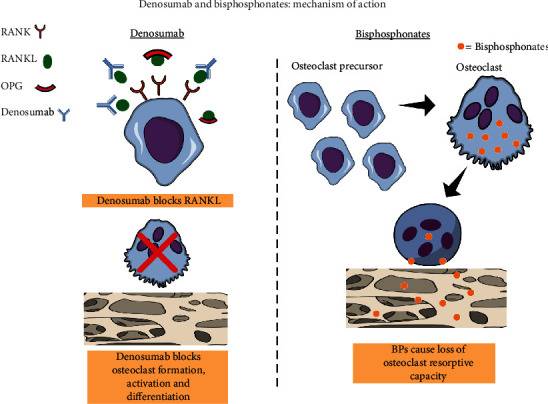 Denosumab and bisphosphonates: mechanism of action
RANK
RANKL
OPG
Denosumab
Denosumab
Denosumab blocks RANKL
Denosumab blocks
osteoclast formation,
activation and
differentiation
Bisphosphonates
= Bisphosphonates
Osteoclast precursor
Osteoclast
BPs cause loss of
osteoclast resorptive
capacity